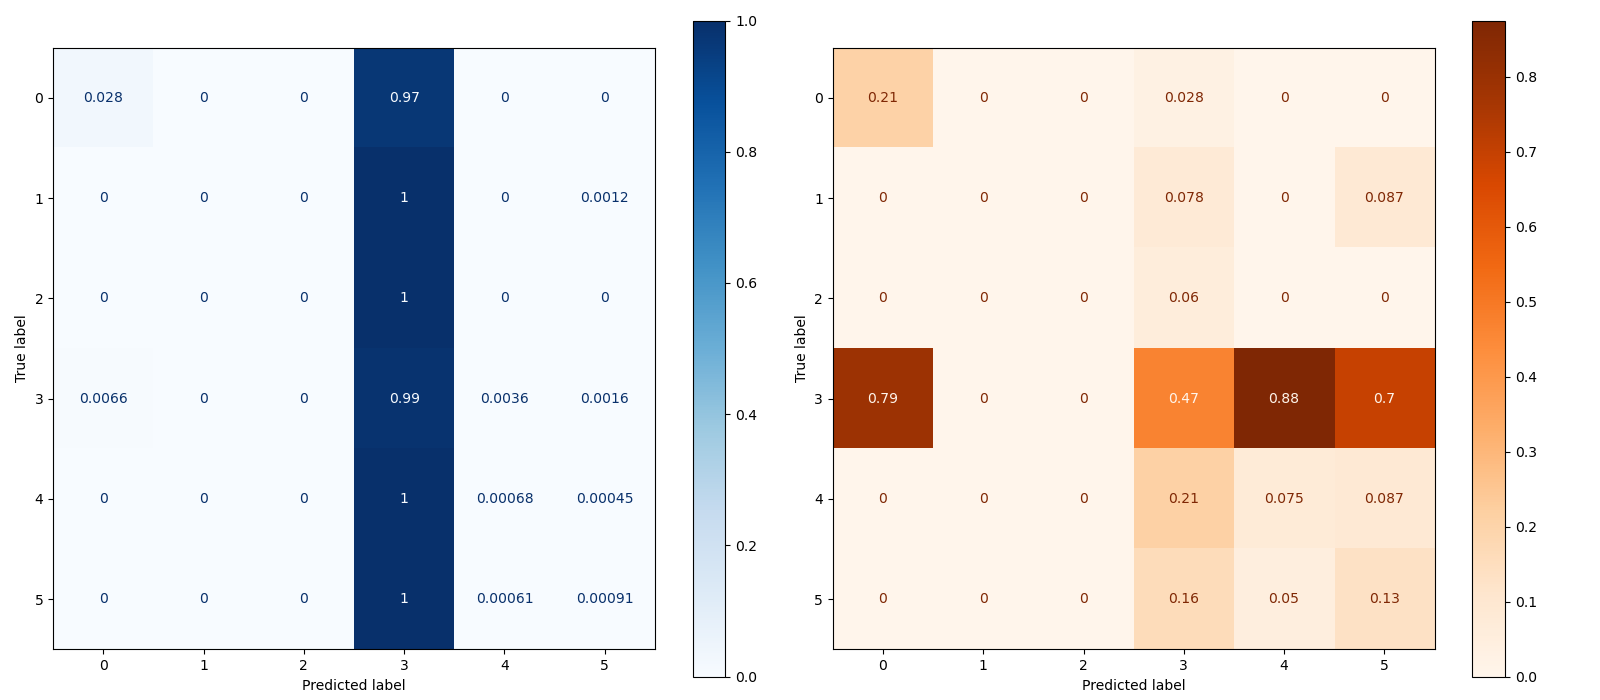 1.0
0 0.028 0 0 0.97 0 0
0.8
1 0 0 0 1 0 0.0012
2 0 0 0 1 0 0
0.6
True label
3 0.0066 0 0 0.99 0.0036 0.0016
0.4
4 0 0 0 1 0.00068 0.00045
0.2
5 0 0 0 1 0.00061 0.00091
0.0
0 1 2 3 4 5
Predicted label
0.8
0 0.21 0 0 0.028 0 0
0.7
1 0 0 0 0.078 0 0.087
0.6
2 0 0 0 0.06 0 0
0.5
True label
3 0.79 0 0 0.47 0.88 0.7
0.4
0.3
4 0 0 0 0.21 0.075 0.087
0.2
5 0 0 0 0.16 0.05 0.13
0.1
0.0
0 1 2 3 4 5
Predicted label